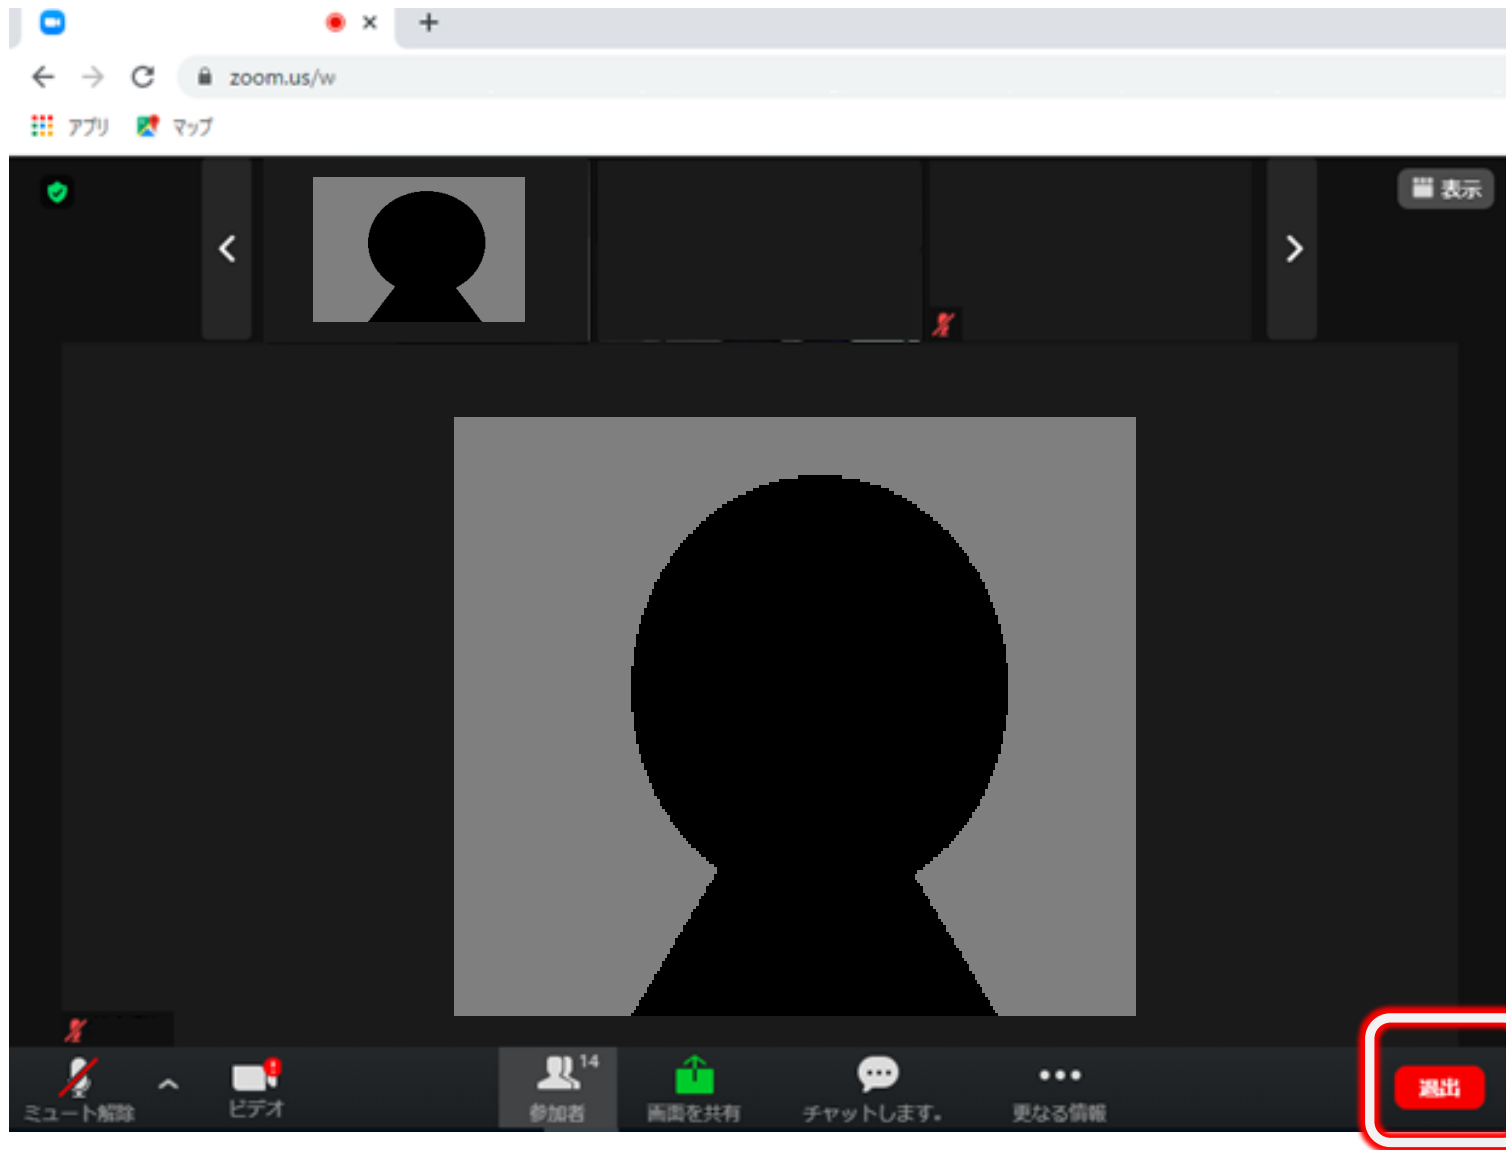 zoom.us/w
アプリ マップ
表示
14
ミュート解除 ビデオ 参加者 画面を共有 チャットします。 更なる情報 退出